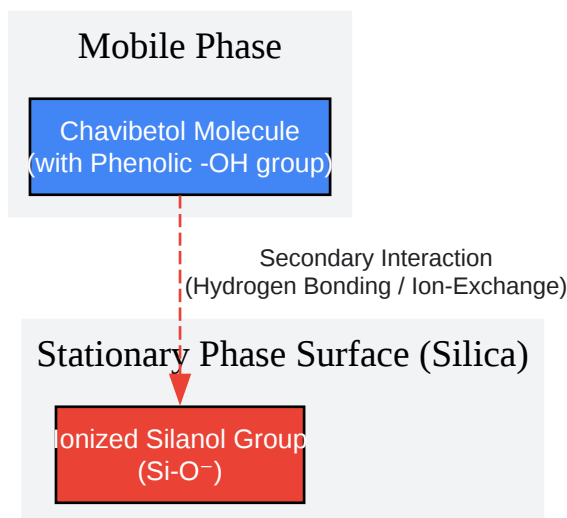 Mobile Phase
Chavibetol Molecule
(with Phenolic -OH group)
Secondary Interaction
(Hydrogen Bonding / Ion-Exchange)
Stationary Phase Surface (Silica)
Ionized Silanol Group
(Si-O⁻)